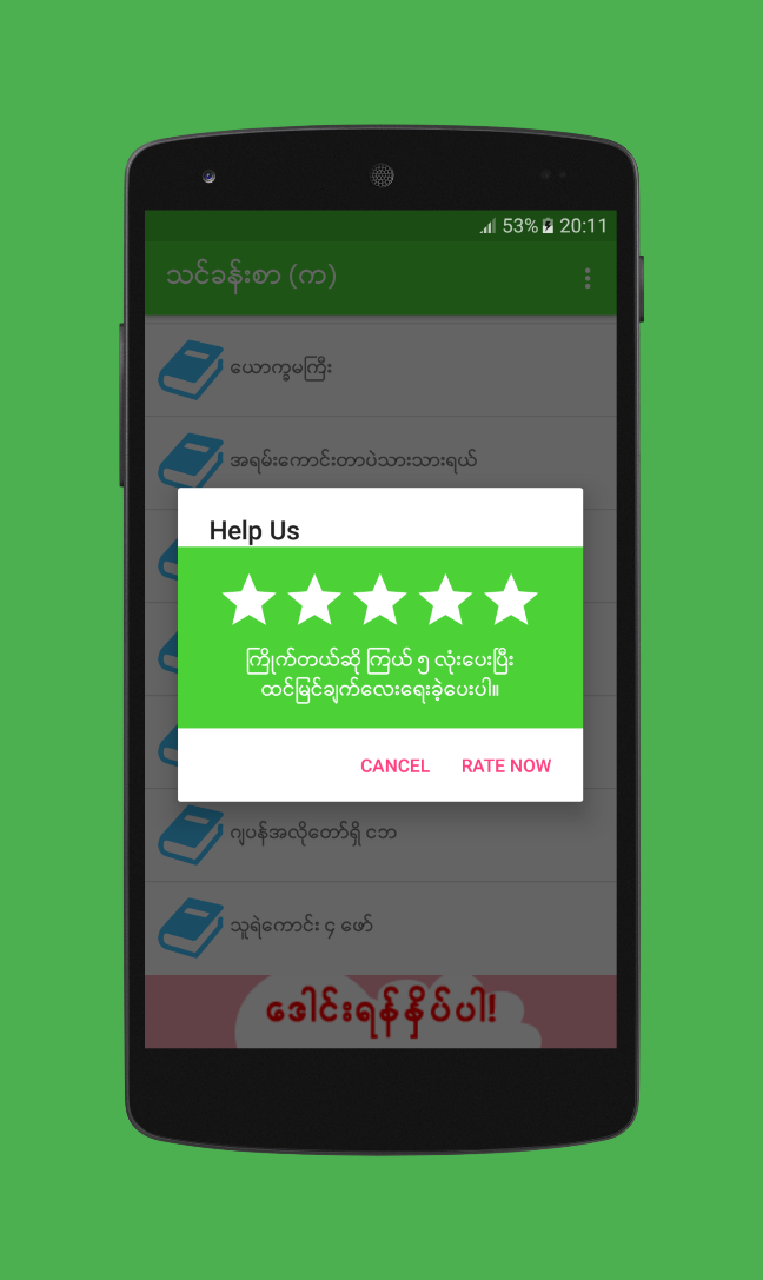 53% 20:11
သင်ခန်းစာ (က)
ယောက္ခမကြီး
အရမ်းကောင်းတာပဲသားသားရယ်
Help Us
ကြိုက်တယ်ဆို ကြယ် ၅ လုံးပေးပြီး
ထင်မြင်ချက်လေးရေးခဲ့ပေးပါ။
CANCEL RATE NOW
ဂျပန်အလိုတော်ရှိ ငဘ
သူရဲကောင်း ၄ ဖော်
ဒေါင်းရန်နှိပ်ပါ!